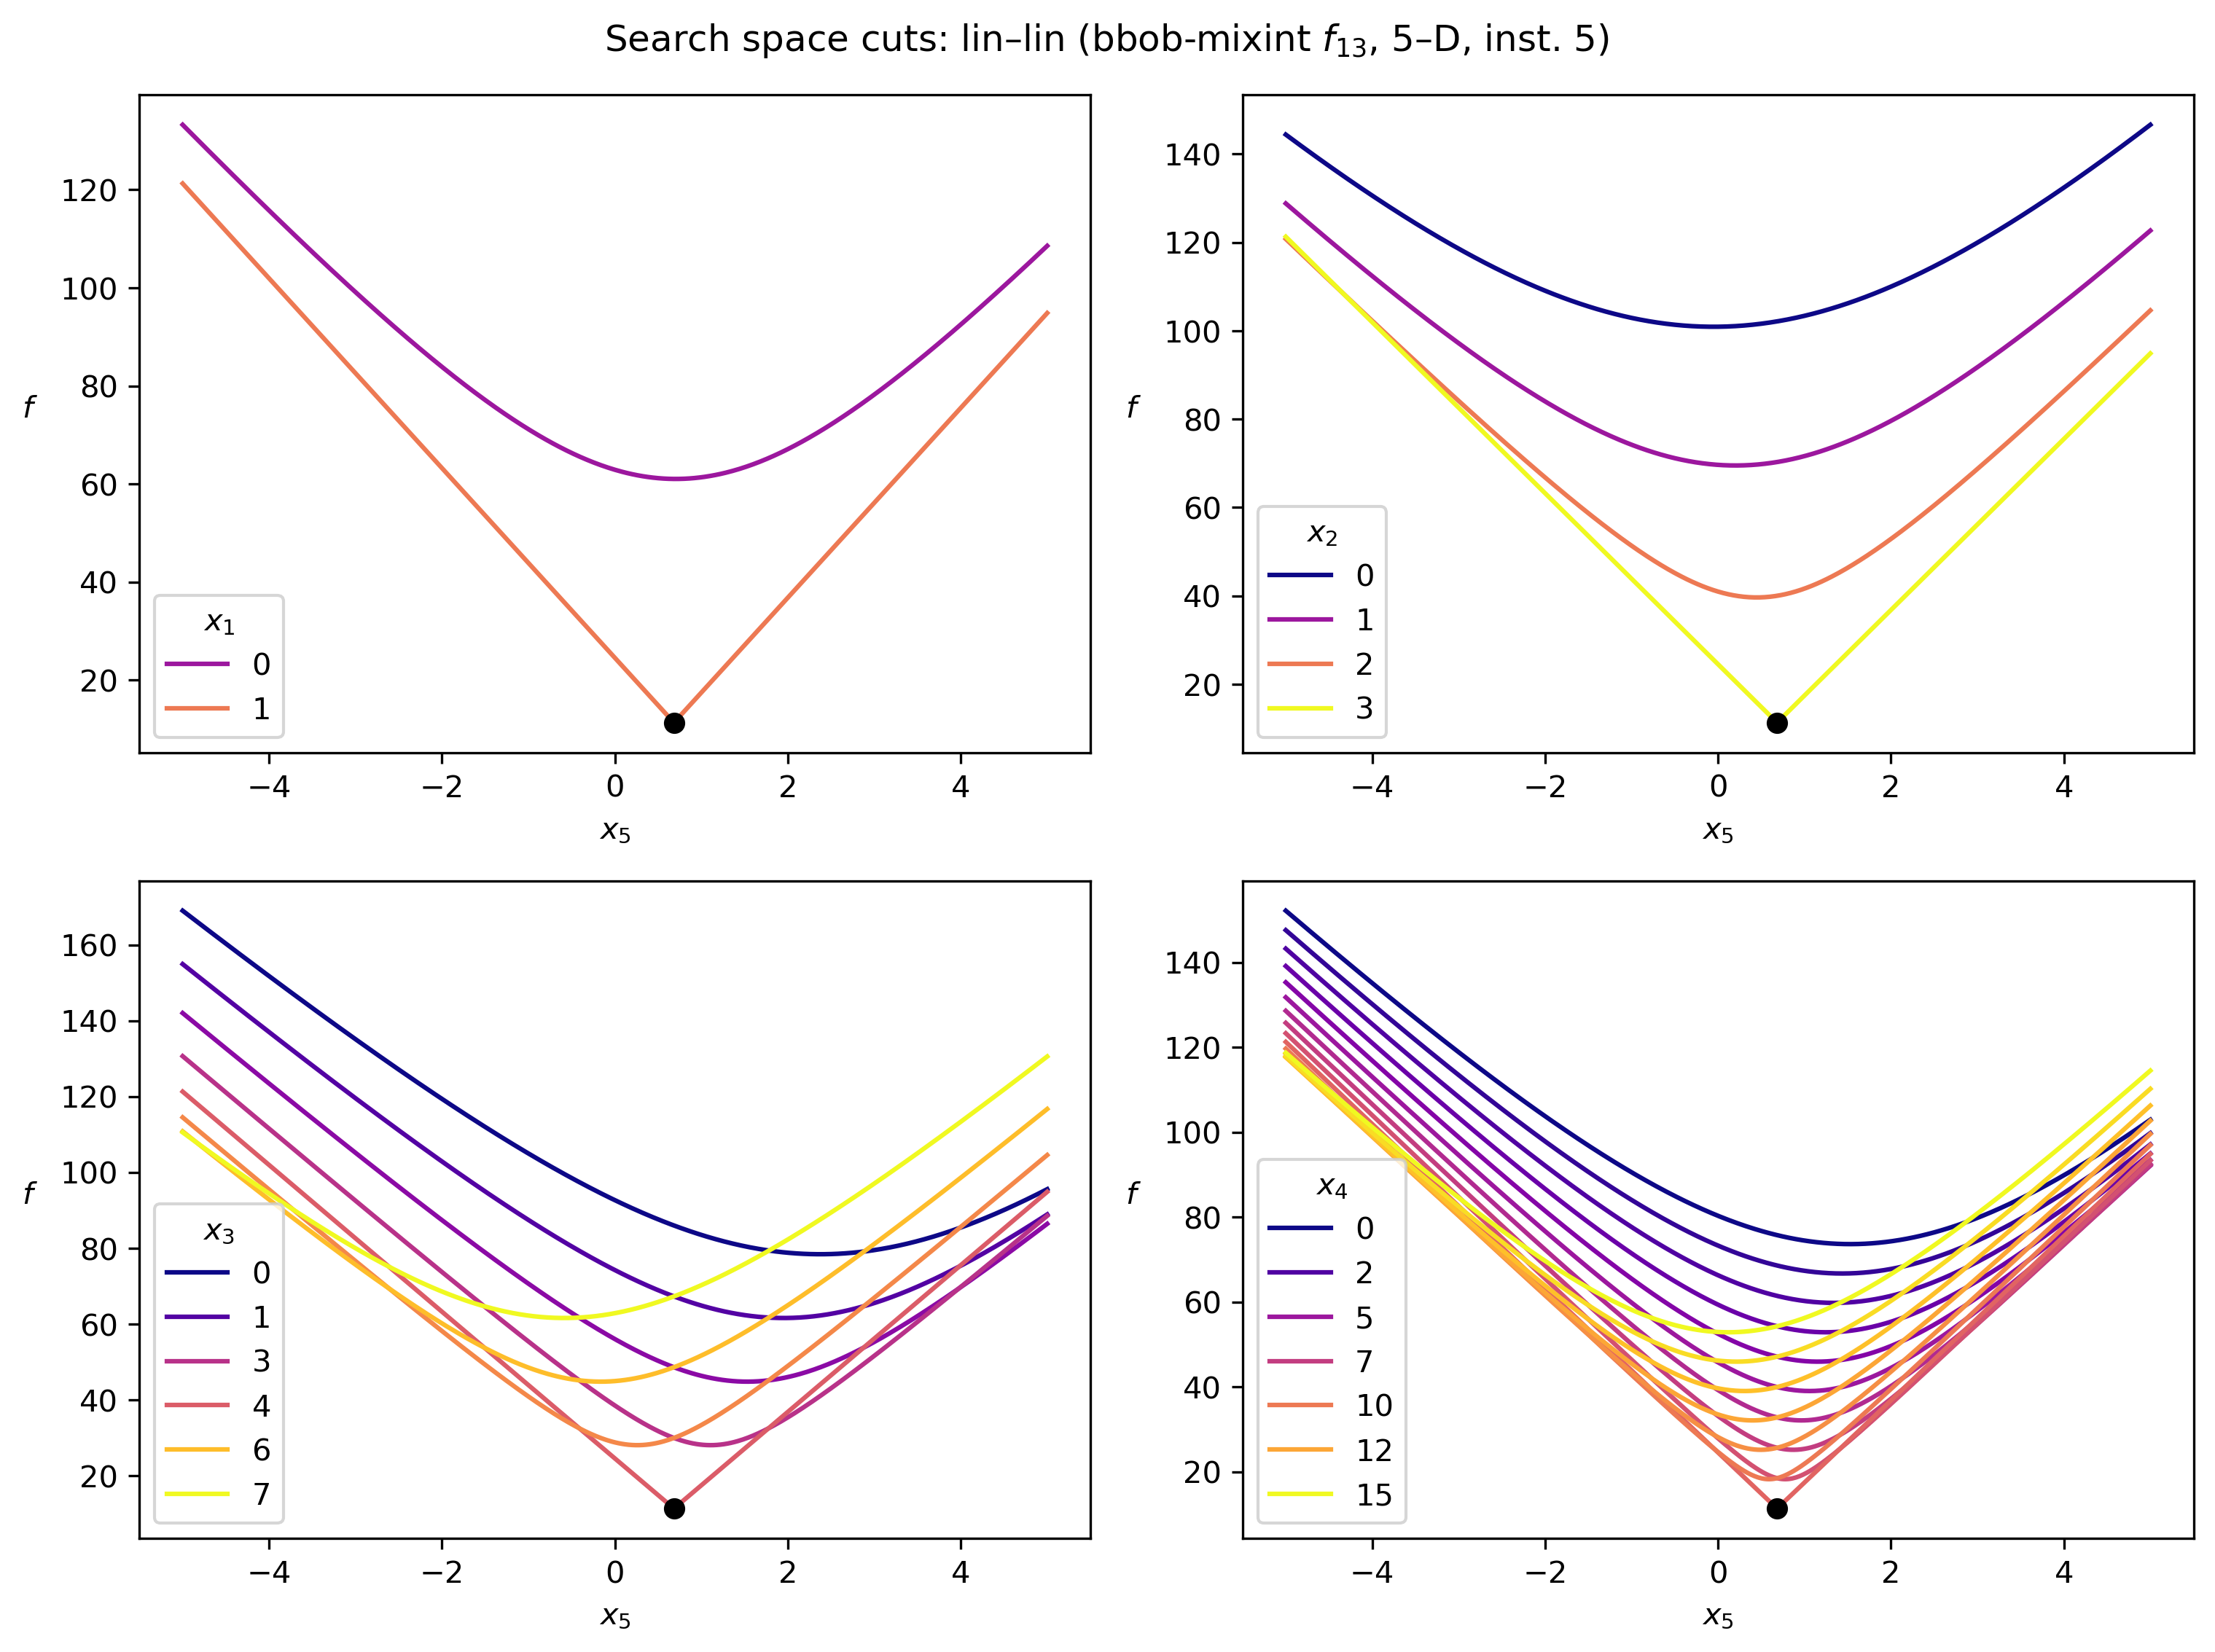 Search space cuts: lin–lin (bbob-mixint f13, 5–D, inst. 5)
120
100
80
60
40
20
f
x1
0
1
−4 −2 0 2 4
x5
140
120
100
80
60
40
20
f
x2
0
1
2
3
−4 −2 0 2 4
x5
160
140
120
100
80
60
40
20
f
x3
0
1
3
4
6
7
−4 −2 0 2 4
x5
140
120
100
80
60
40
20
f
x4
0
2
5
7
10
12
15
−4 −2 0 2 4
x5